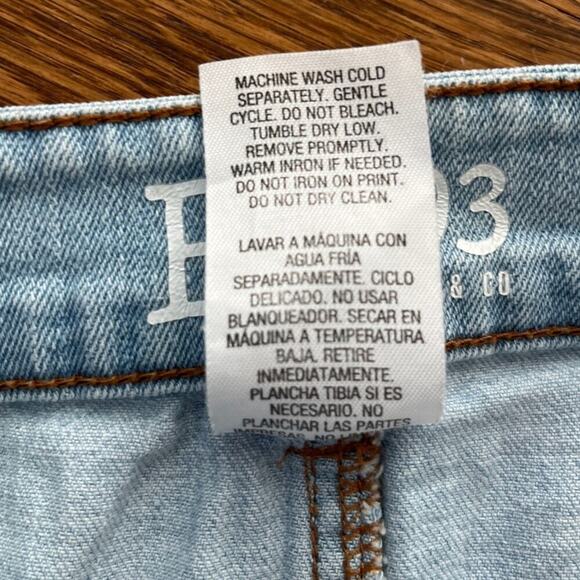 MACHINE WASH COLD
SEPARATELY. GENTLE
CYCLE. DO NOT BLEACH.
TUMBLE DRY LOW.
REMOVE PROMPTLY.
WARM INRON IF NEEDED.
DO NOT IRON ON PRINT.
DO NOT DRY CLEAN.
LAVAR A MÁQUINA CON
AGUA FRÍA
SEPARADAMENTE. CICLO
DELICADO. NO USAR
BLANQUEADOR. SECAR EN
MÁQUINA A TEMPERATURA
BAJA. RETIRE
INMEDIATAMENTE.
PLANCHA TIBIA SI ES
NECESARIO. NO
PLANCHAR LAS PARTES
3
& CO